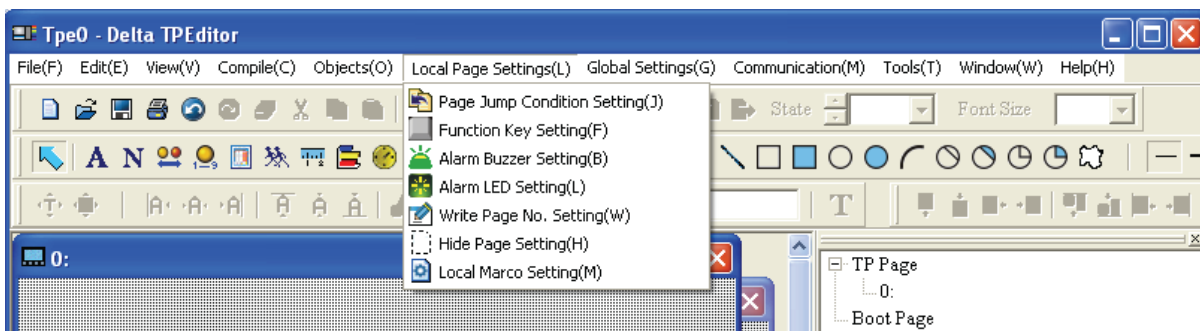 Tpe0 - Delta TPEditor
File(F) Edit(E) View(V) Compile(C) Objects(O) Local Page Settings(L) Global Settings(G) Communication(M) Tools(T) Window(W) Help(H)
Page Jump Condition Setting(J)
State
Font Size
Function Key Setting(F)
A N
Alarm Buzzer Setting(B)
Alarm LED Setting(L)
Write Page No. Setting(W)
T
Hide Page Setting(H)
Local Marco Setting(M)
0:
TP Page
0:
Boot Page